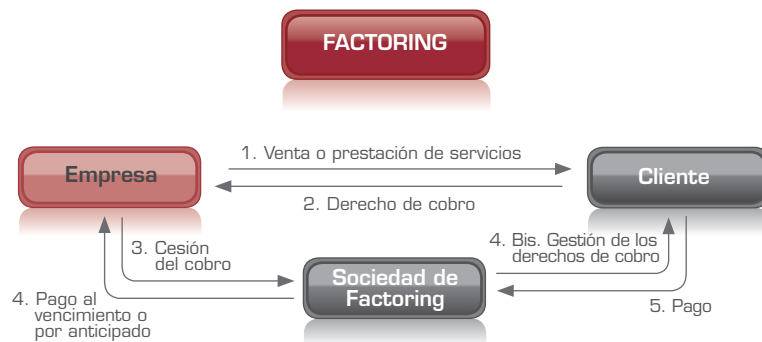 FACTORING
1. Venta o prestación de servicios
Empresa
Cliente
2. Derecho de cobro
3. Cesión
del cobro
4. Bis. Gestión de los
derechos de cobro
Sociedad de
Factoring
4. Pago al
vencimiento o
por anticipado
5. Pago